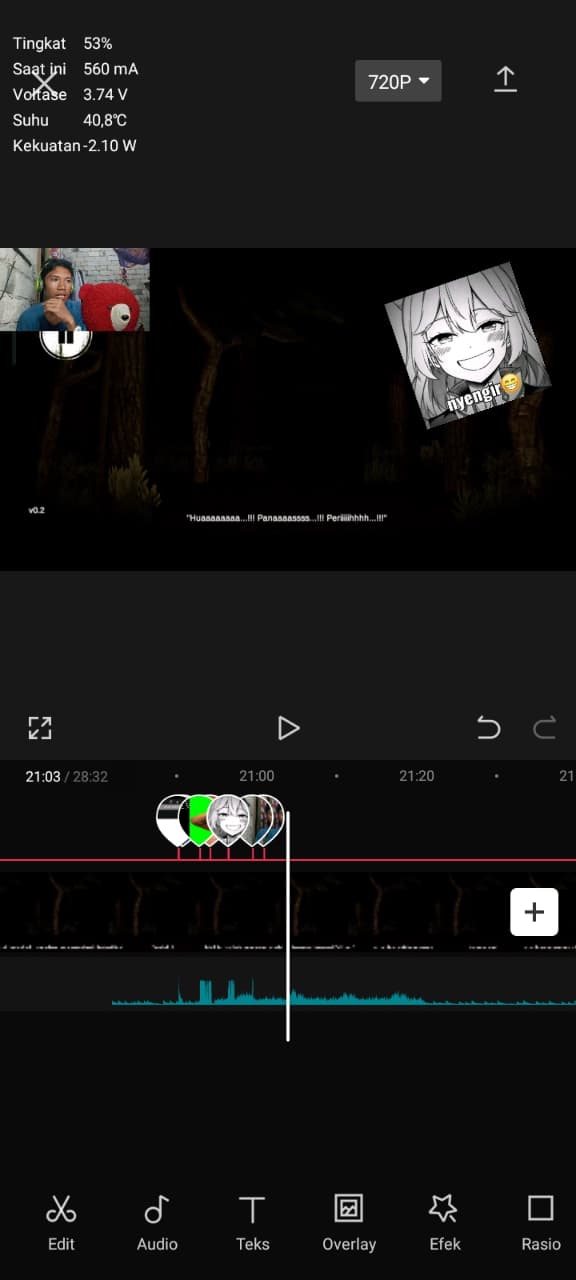 Tingkat 53%
Saat ini 560 mA
Voltase 3.74 V
Suhu 40,8℃
Kekuatan -2.10 W
720P
nyengir😁
v0.2
"Huaaaaaaaa...!!! Panaaaassss...!!! Periiiihhhh...!!!"
21:03 / 28:32
21:00
21:20
21
Edit
Audio
Teks
Overlay
Efek
Rasio